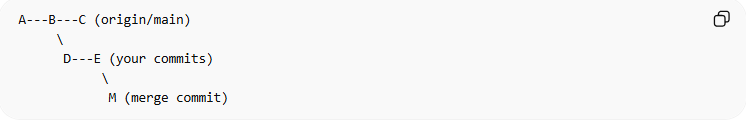 A---B---C (origin/main)
     \
      D---E (your commits)
           \
            M (merge commit)